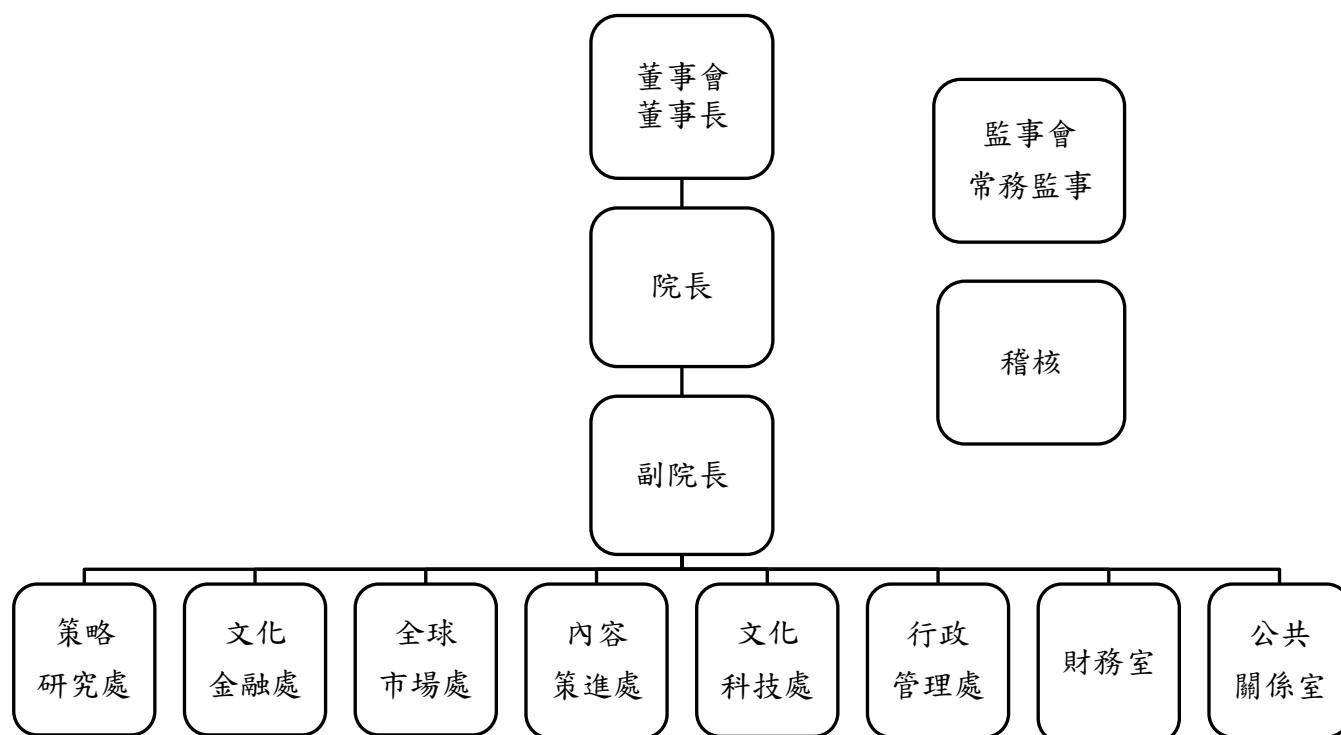 董事會
董事長
監事會
常務監事
院長
稽核
副院長
策略
研究處
文化
金融處
全球
市場處
內容
策進處
文化
科技處
行政
管理處
財務室
公共
關係室